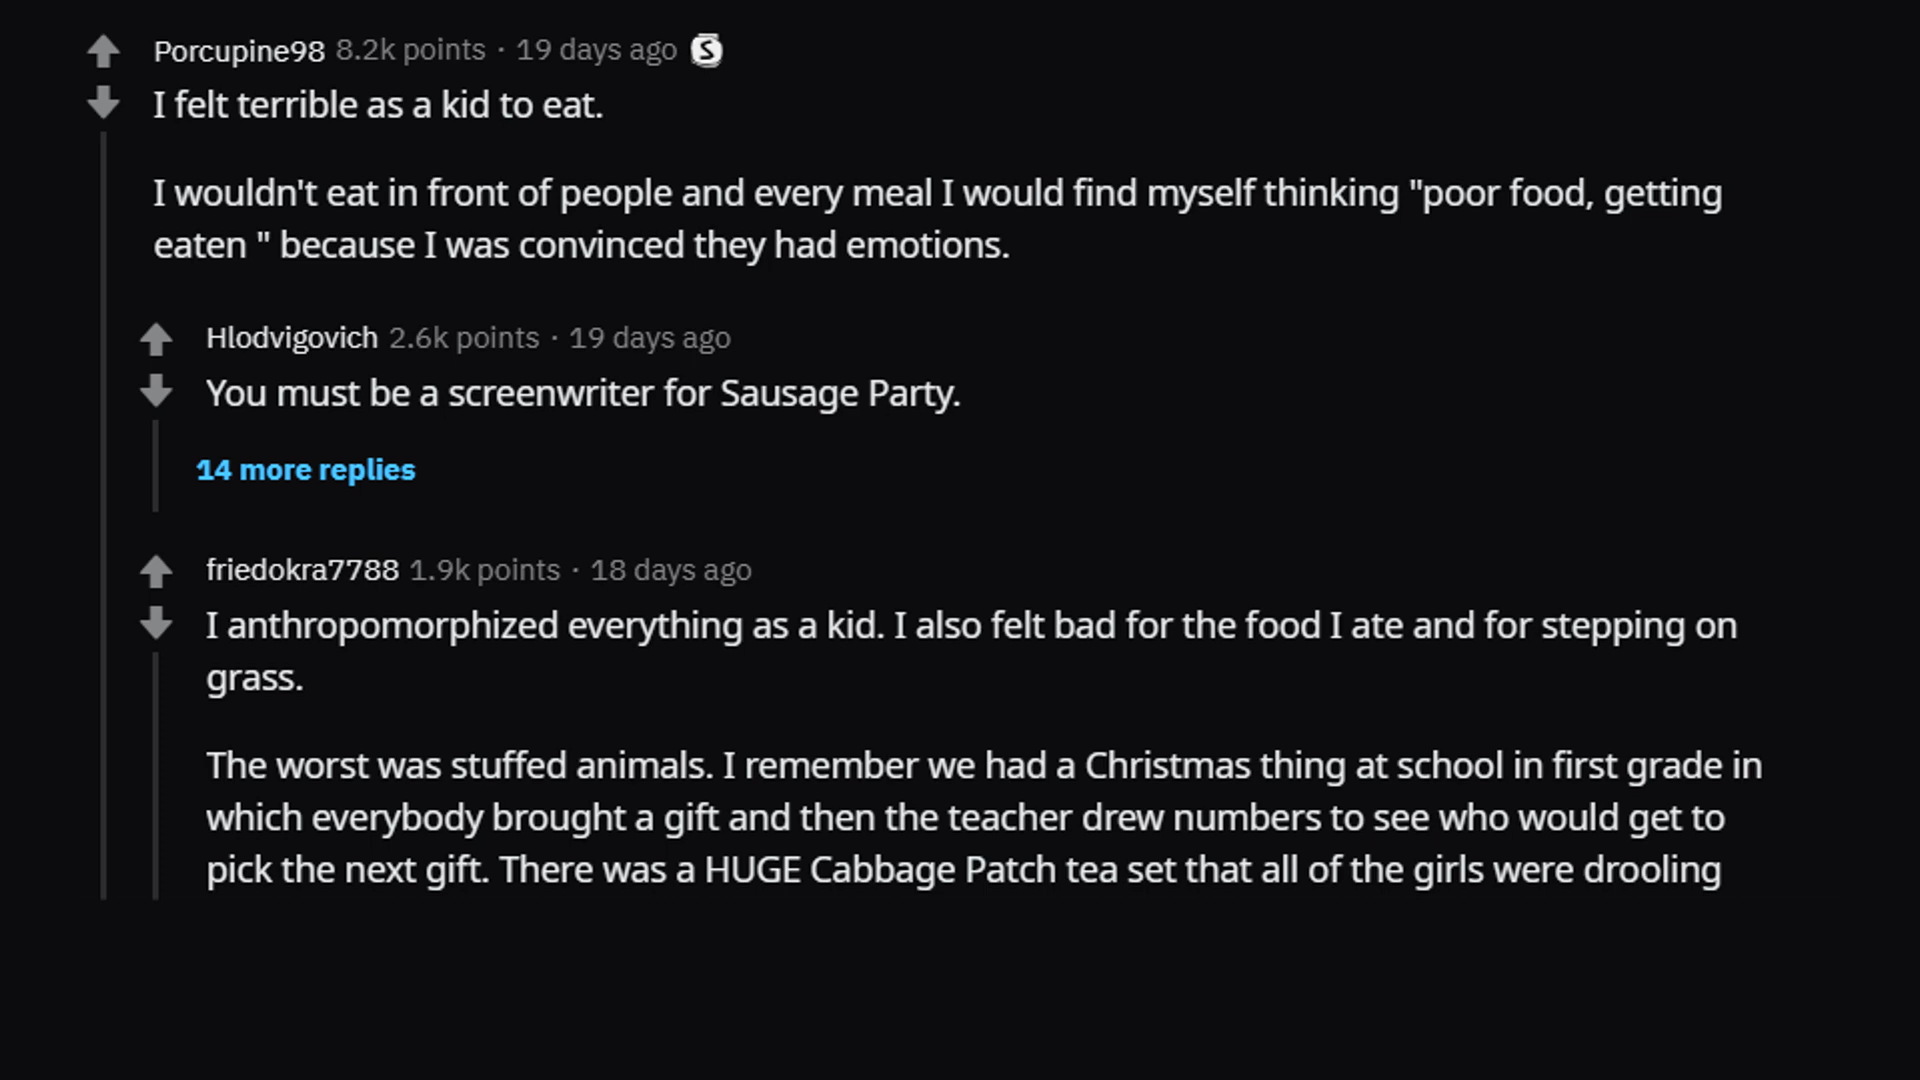 Porcupine98 8.2k points · 19 days ago S
I felt terrible as a kid to eat.
I wouldn't eat in front of people and every meal I would find myself thinking "poor food, getting
eaten " because I was convinced they had emotions.
Hlodvigovich 2.6k points · 19 days ago
You must be a screenwriter for Sausage Party.
14 more replies
friedokra7788 1.9k points · 18 days ago
I anthropomorphized everything as a kid. I also felt bad for the food I ate and for stepping on
grass.
The worst was stuffed animals. I remember we had a Christmas thing at school in first grade in
which everybody brought a gift and then the teacher drew numbers to see who would get to
pick the next gift. There was a HUGE Cabbage Patch tea set that all of the girls were drooling